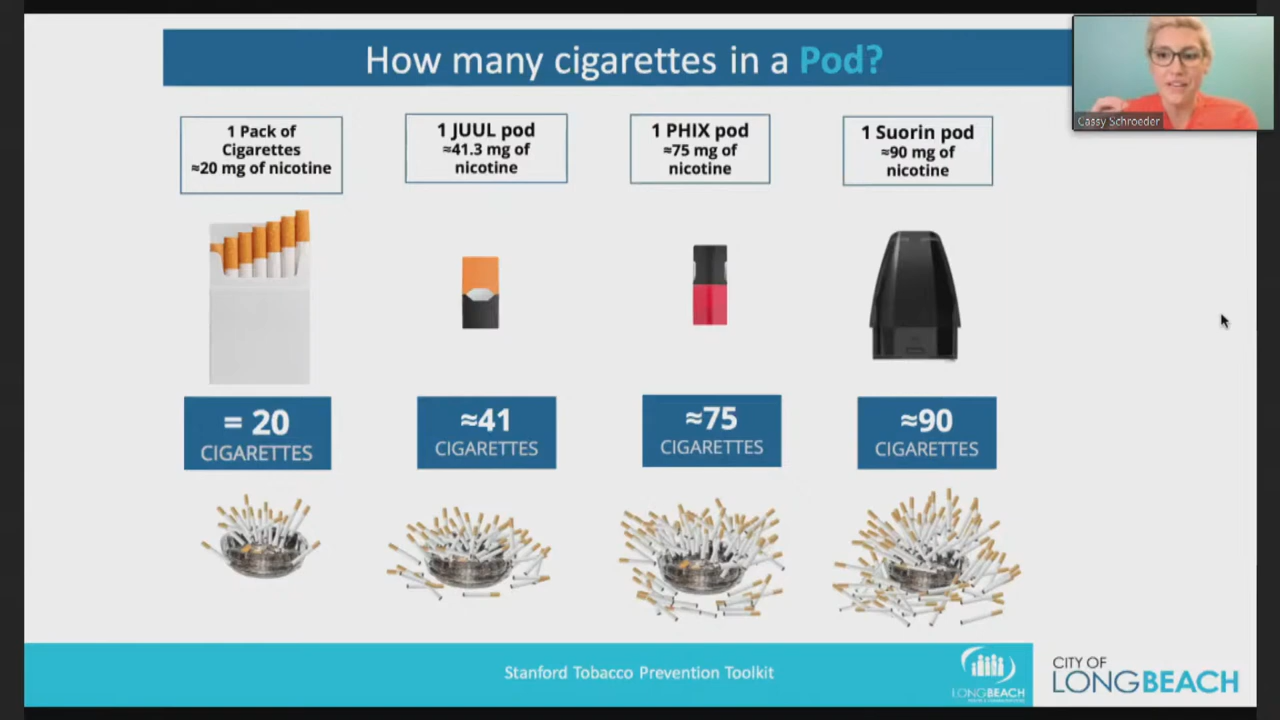 How many cigarettes in a Pod?
Cassy Schroeder
1 Pack of
Cigarettes
≈20 mg of nicotine
1 JUUL pod
≈41.3 mg of
nicotine
1 PHIX pod
≈75 mg of
nicotine
1 Suorin pod
≈90 mg of
nicotine
= 20
CIGARETTES
≈41
CIGARETTES
≈75
CIGARETTES
≈90
CIGARETTES
Stanford Tobacco Prevention Toolkit
LONGBEACH
CITY OF
LONGBEACH